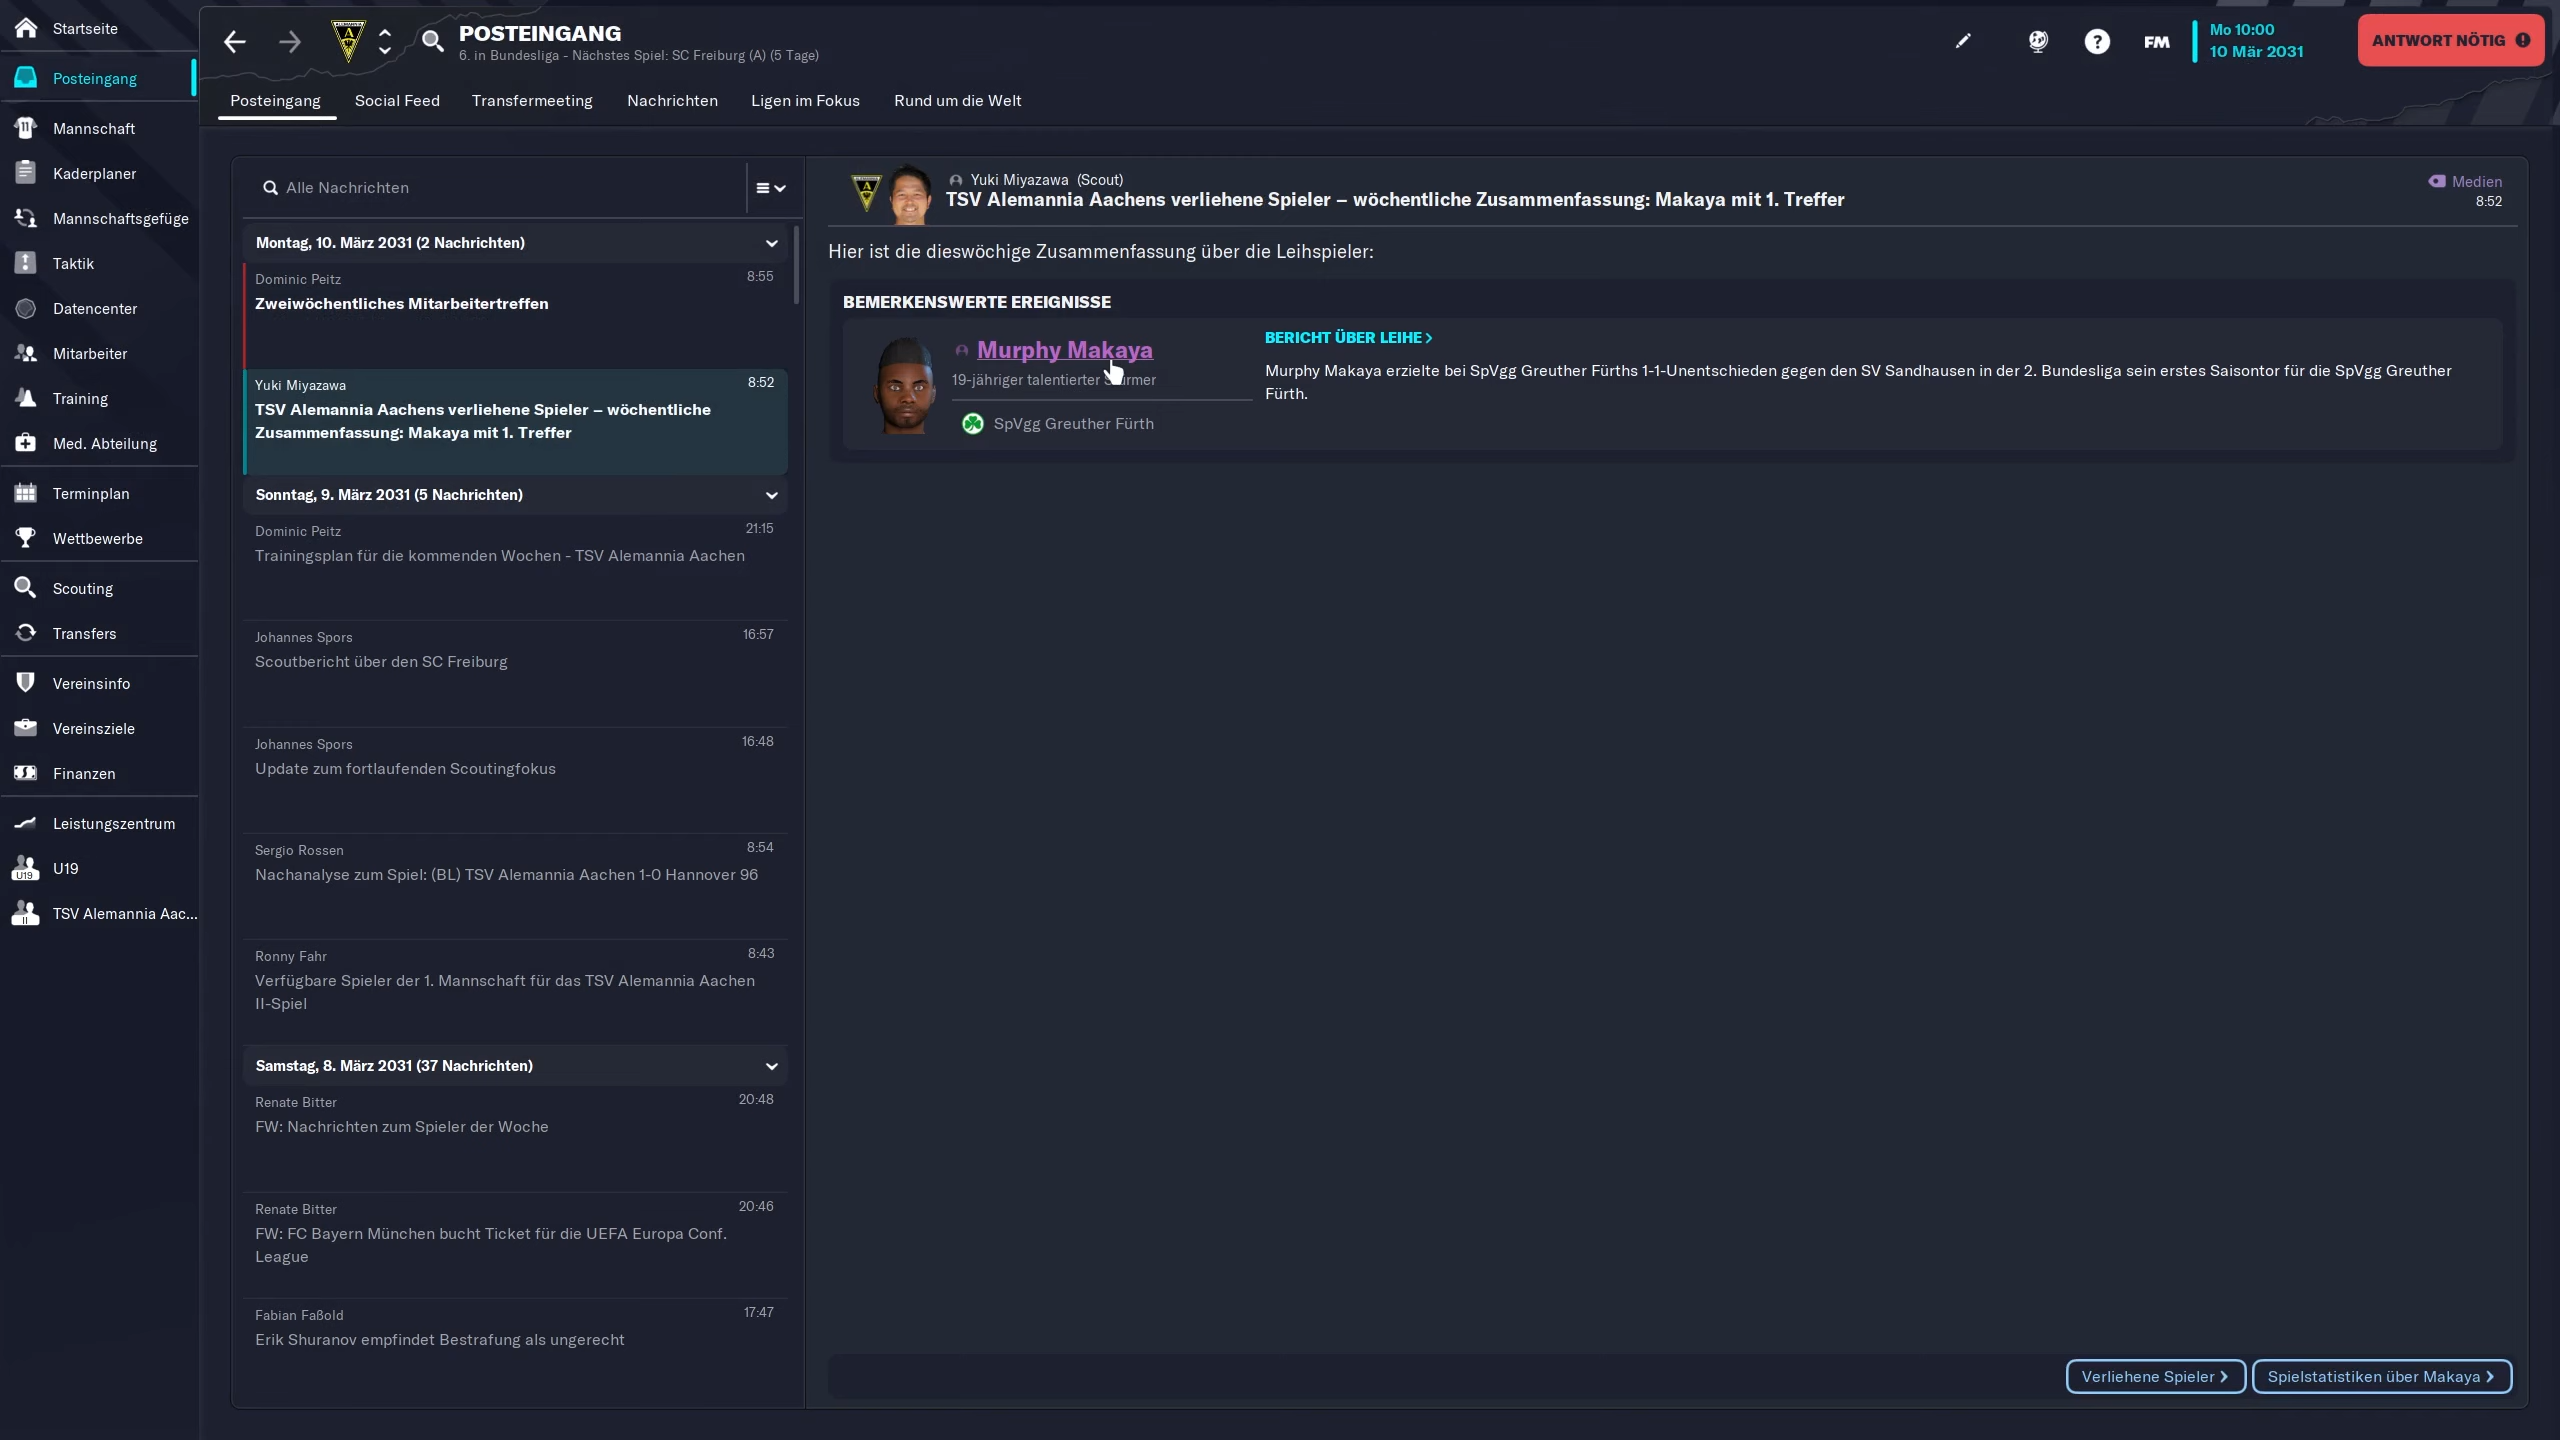 Startseite
Posteingang
Mannschaft
Kaderplaner
Mannschaftsgefüge
Taktik
Datencenter
Mitarbeiter
Training
Med. Abteilung
Terminplan
Wettbewerbe
Scouting
Transfers
Vereinsinfo
Vereinsziele
Finanzen
Leistungszentrum
U19
U19
II
TSV Alemannia Aac...
POSTEINGANG
6. in Bundesliga - Nächstes Spiel: SC Freiburg (A) (5 Tage)
FM
Mo 10:00
10 Mär 2031
ANTWORT NÖTIG
Posteingang
Social Feed
Transfermeeting
Nachrichten
Ligen im Fokus
Rund um die Welt
Alle Nachrichten
Montag, 10. März 2031 (2 Nachrichten)
Dominic Peitz
8:55
Zweiwöchentliches Mitarbeitertreffen
Yuki Miyazawa
8:52
TSV Alemannia Aachens verliehene Spieler – wöchentliche
Zusammenfassung: Makaya mit 1. Treffer
Sonntag, 9. März 2031 (5 Nachrichten)
Dominic Peitz
21:15
Trainingsplan für die kommenden Wochen - TSV Alemannia Aachen
Johannes Spors
16:57
Scoutbericht über den SC Freiburg
Johannes Spors
16:48
Update zum fortlaufenden Scoutingfokus
Sergio Rossen
8:54
Nachanalyse zum Spiel: (BL) TSV Alemannia Aachen 1-0 Hannover 96
Ronny Fahr
8:43
Verfügbare Spieler der 1. Mannschaft für das TSV Alemannia Aachen
II-Spiel
Samstag, 8. März 2031 (37 Nachrichten)
Renate Bitter
20:48
FW: Nachrichten zum Spieler der Woche
Renate Bitter
20:46
FW: FC Bayern München bucht Ticket für die UEFA Europa Conf.
League
Fabian Faßold
17:47
Erik Shuranov empfindet Bestrafung als ungerecht
Yuki Miyazawa (Scout)
TSV Alemannia Aachens verliehene Spieler – wöchentliche Zusammenfassung: Makaya mit 1. Treffer
Medien
8:52
Hier ist die dieswöchige Zusammenfassung über die Leihspieler:
BEMERKENSWERTE EREIGNISSE
Murphy Makaya
19-jähriger talentierter
SpVgg Greuther Fürth
BERICHT ÜBER LEIHE
Murphy Makaya erzielte bei SpVgg Greuther Fürths 1-1-Unentschieden gegen den SV Sandhausen in der 2. Bundesliga sein erstes Saisontor für die SpVgg Greuther
Fürth.
Verliehene Spieler
Spielstatistiken über Makaya